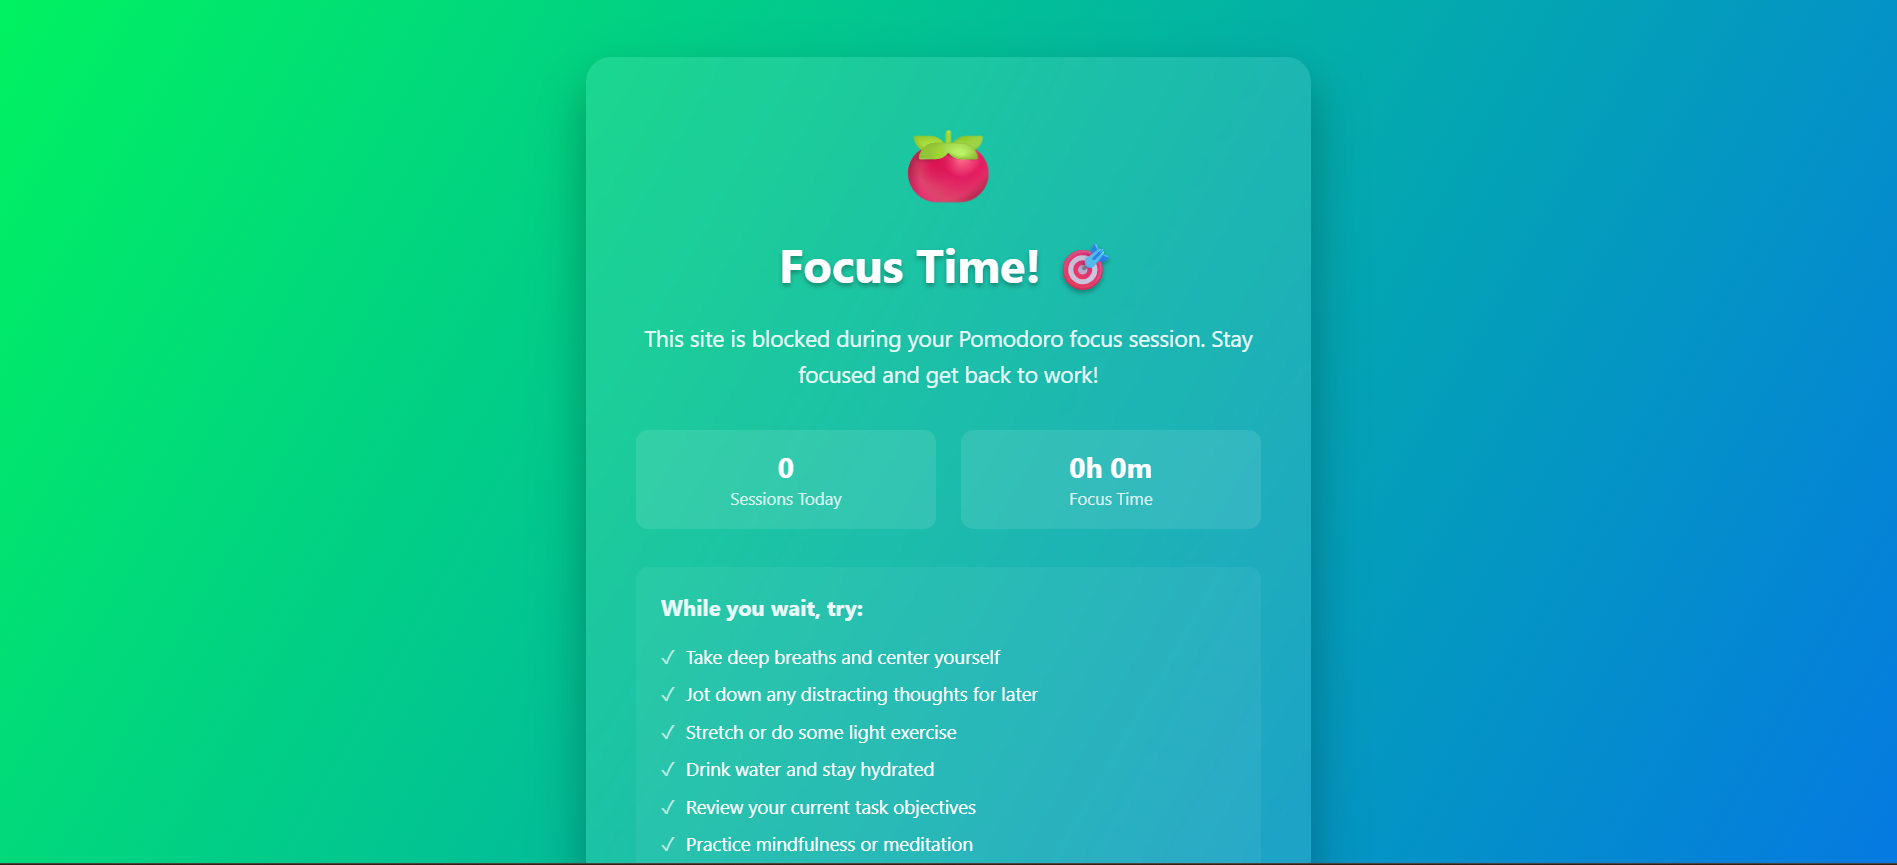 Focus Time! 🎯
This site is blocked during your Pomodoro focus session. Stay
focused and get back to work!
0
Sessions Today
0h 0m
Focus Time
While you wait, try:
✓ Take deep breaths and center yourself
✓ Jot down any distracting thoughts for later
✓ Stretch or do some light exercise
✓ Drink water and stay hydrated
✓ Review your current task objectives
✓ Practice mindfulness or meditation